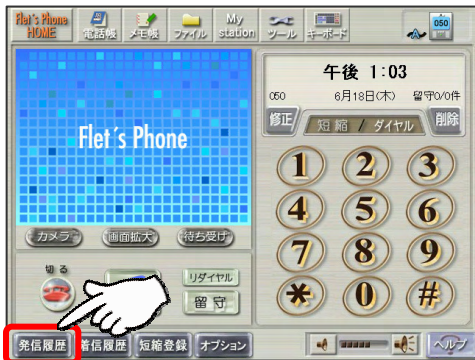 Flet's Phone
HOME
電話帳
メモ帳
ファイル
My
station
ツール
キーボード
050
午後 1:03
050 6月18日(木) 留守0/0件
修正 短縮 / ダイヤル 削除
Flet's Phone
1 2 3
4 5 6
7 8 9
* 0 #
カメラ 画面拡大 待ち受け
切る
リダイヤル
留守
発信履歴 着信履歴 短縮登録 オプション
ヘルプ